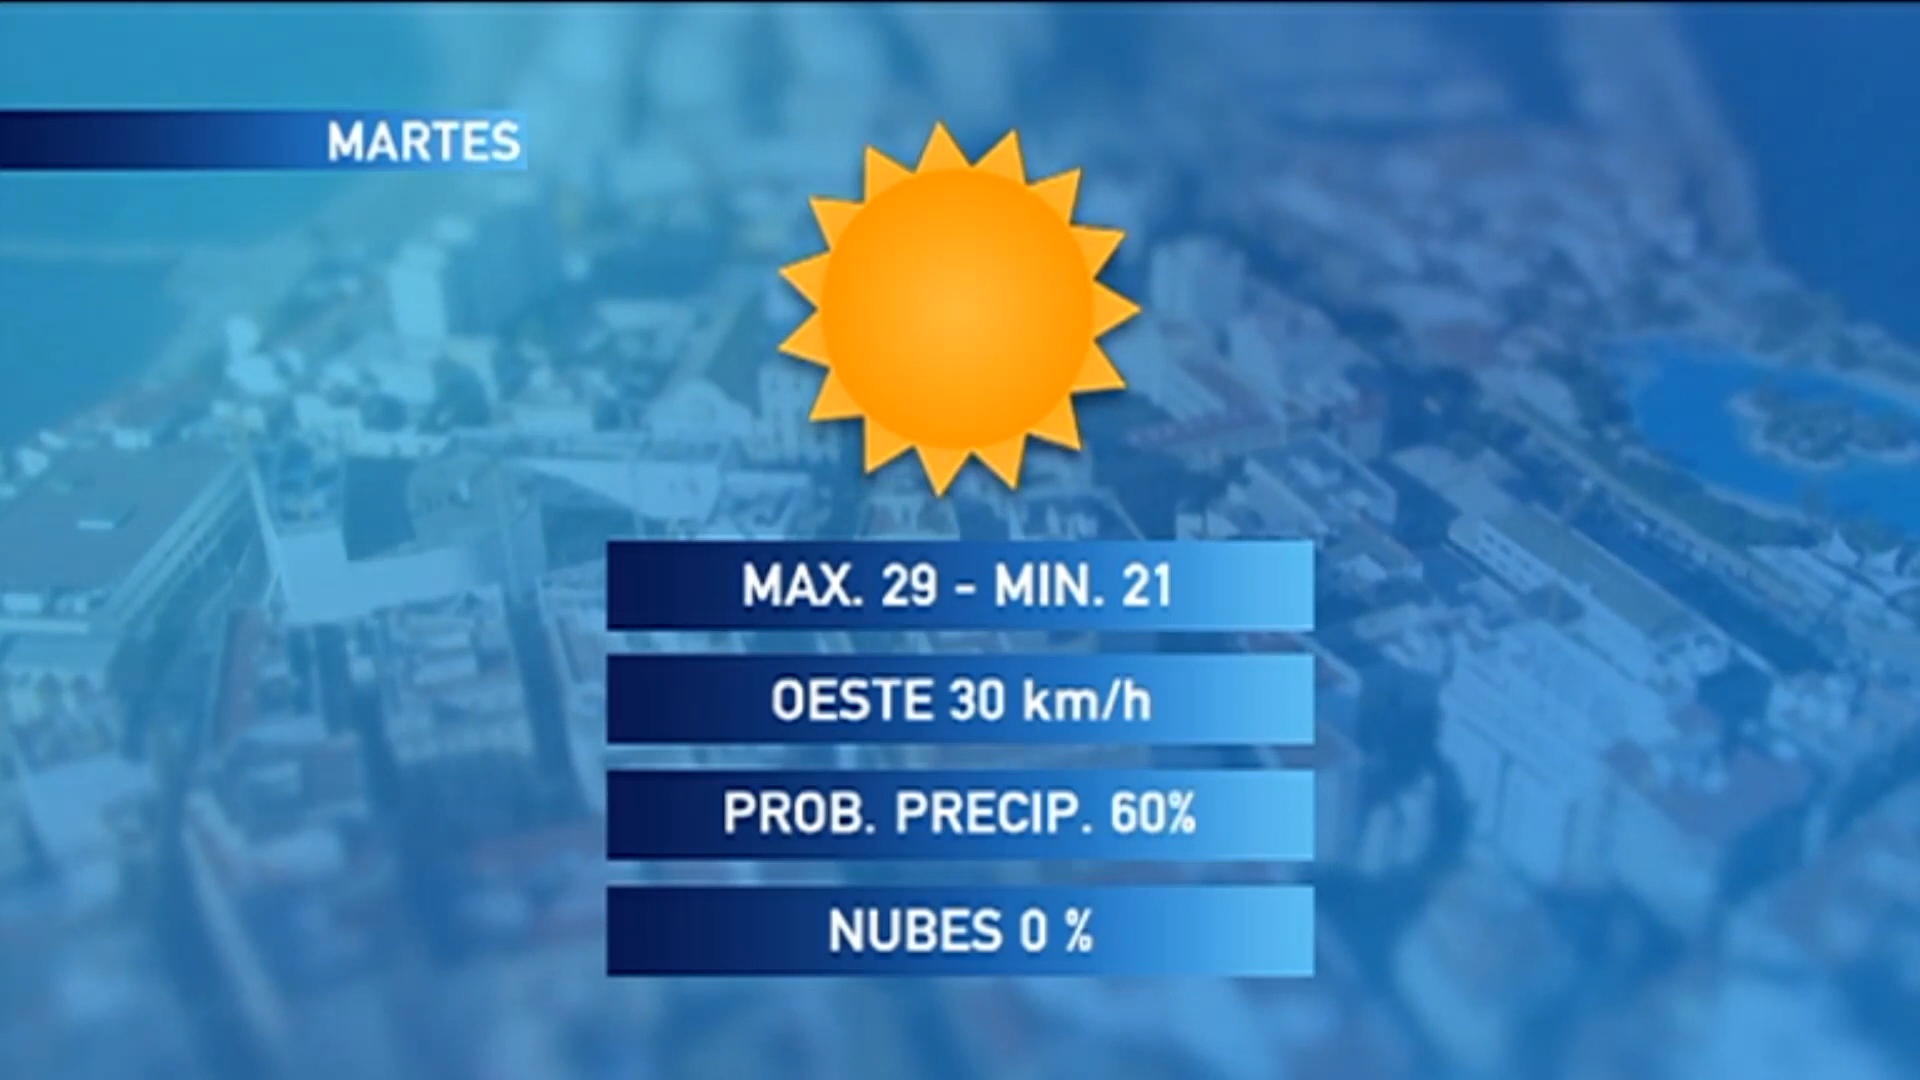 MARTES
MAX. 29 - MIN. 21
OESTE 30 km/h
PROB. PRECIP. 60%
NUBES 0 %